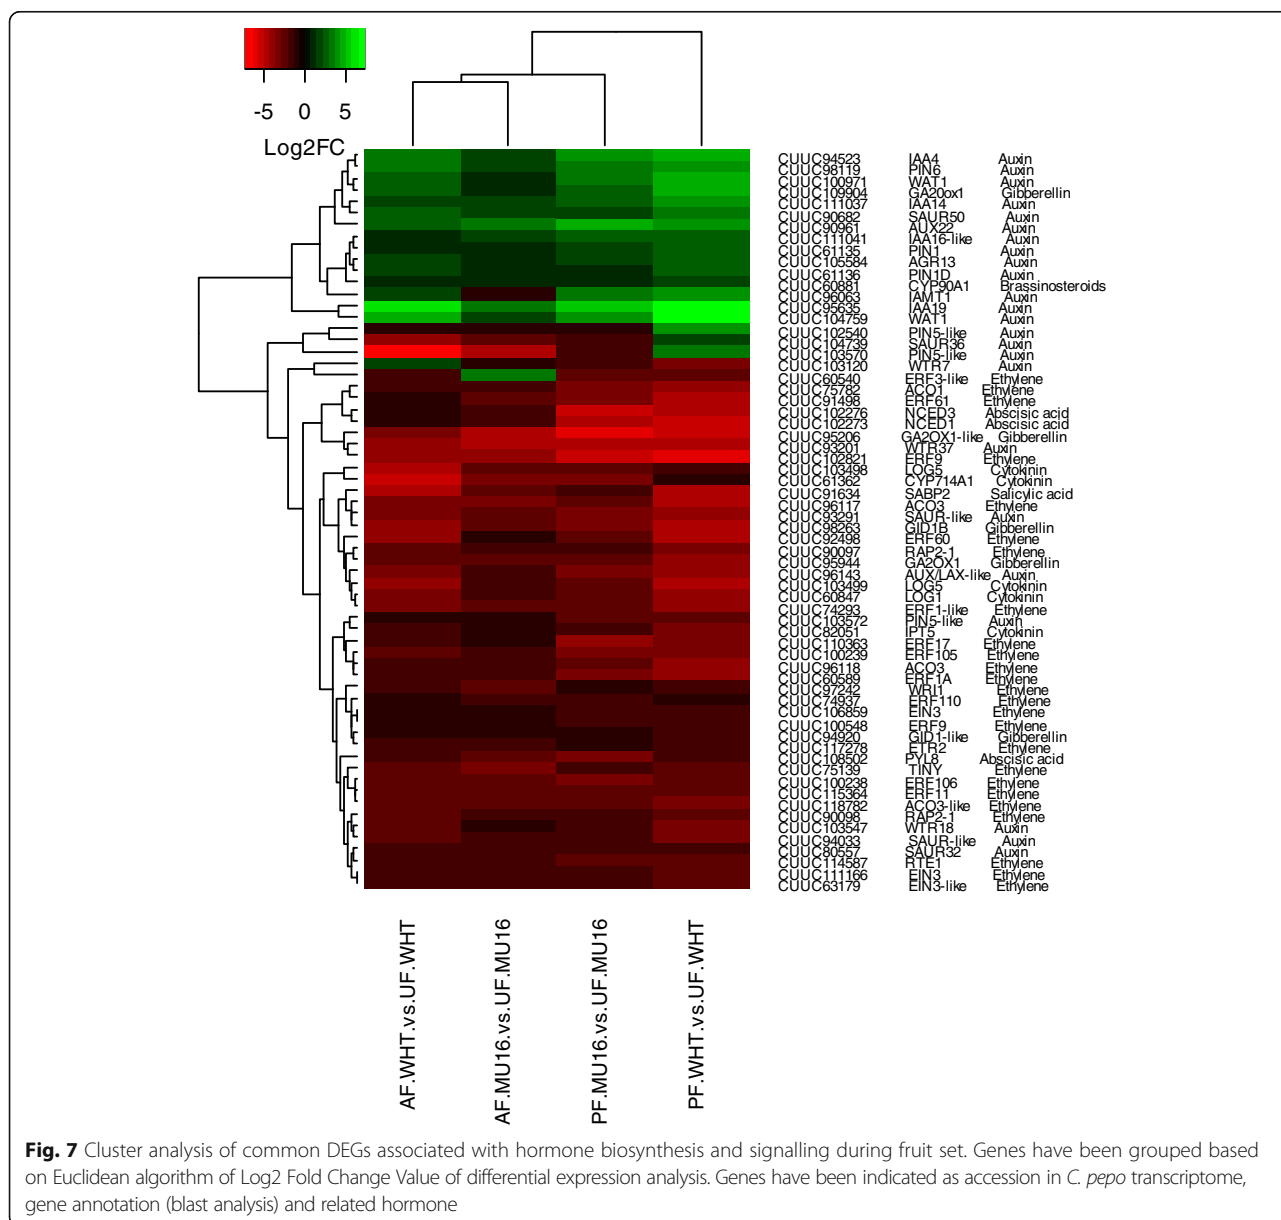 -5 0 5
Log2FC
CUUC94523 IAA4 Auxin
CUUC98119 PIN6 Auxin
CUUC100971 WAT1 Auxin
CUUC109904 GA20ox1 Gibberellin
CUUC111037 IAA14 Auxin
CUUC90682 SAUR50 Auxin
CUUC90961 AUX22 Auxin
CUUC111041 IAA16-like Auxin
CUUC61135 PIN1 Auxin
CUUC105584 AGR13 Auxin
CUUC61136 PIN1D Auxin
CUUC60881 CYP90A1 Brassinosteroids
CUUC96063 IAMT1 Auxin
CUUC95635 IAA19 Auxin
CUUC104759 WAT1 Auxin
CUUC102540 PIN5-like Auxin
CUUC104739 SAUR36 Auxin
CUUC103570 PIN5-like Auxin
CUUC103120 WTR7 Auxin
CUUC60540 ERF3-like Ethylene
CUUC75782 ACO1 Ethylene
CUUC91498 ERF61 Ethylene
CUUC102276 NCED3 Abscisic acid
CUUC102273 NCED1 Abscisic acid
CUUC95206 GA2OX1-like Gibberellin
CUUC93201 WTR37 Auxin
CUUC102821 ERF9 Ethylene
CUUC103498 LOG5 Cytokinin
CUUC61362 CYP714A1 Cytokinin
CUUC91634 SABP2 Salicylic acid
CUUC96117 ACO3 Ethylene
CUUC93291 SAUR-like Auxin
CUUC98263 GID1B Gibberellin
CUUC92498 ERF60 Ethylene
CUUC90097 RAP2-1 Ethylene
CUUC95944 GA2OX1 Gibberellin
CUUC96143 AUX/LAX-like Auxin
CUUC103499 LOG5 Cytokinin
CUUC60847 LOG1 Cytokinin
CUUC74293 ERF1-like Ethylene
CUUC103572 PIN5-like Auxin
CUUC82051 IPT5 Cytokinin
CUUC110363 ERF17 Ethylene
CUUC100239 ERF105 Ethylene
CUUC96118 ACO3 Ethylene
CUUC60589 ERF1A Ethylene
CUUC97242 WRI1 Ethylene
CUUC74937 ERF110 Ethylene
CUUC106859 EIN3 Ethylene
CUUC100548 ERF9 Ethylene
CUUC94920 GID1-like Gibberellin
CUUC117278 ETR2 Ethylene
CUUC108502 PYL8 Abscisic acid
CUUC75139 TINY Ethylene
CUUC100238 ERF106 Ethylene
CUUC115364 ERF11 Ethylene
CUUC118782 ACO3-like Ethylene
CUUC90098 RAP2-1 Ethylene
CUUC103547 WTR18 Auxin
CUUC94033 SAUR-like Auxin
CUUC80557 SAUR32 Auxin
CUUC114587 RTE1 Ethylene
CUUC111166 EIN3 Ethylene
CUUC63179 EIN3-like Ethylene
AF.WHT.vs.UF.WHT
AF.MU16.vs.UF.MU16
PF.MU16.vs.UF.MU16
PF.WHT.vs.UF.WHT
Fig. 7 Cluster analysis of common DEGs associated with hormone biosynthesis and signalling during fruit set. Genes have been grouped based
on Euclidean algorithm of Log2 Fold Change Value of differential expression analysis. Genes have been indicated as accession in C. pepo transcriptome,
gene annotation (blast analysis) and related hormone